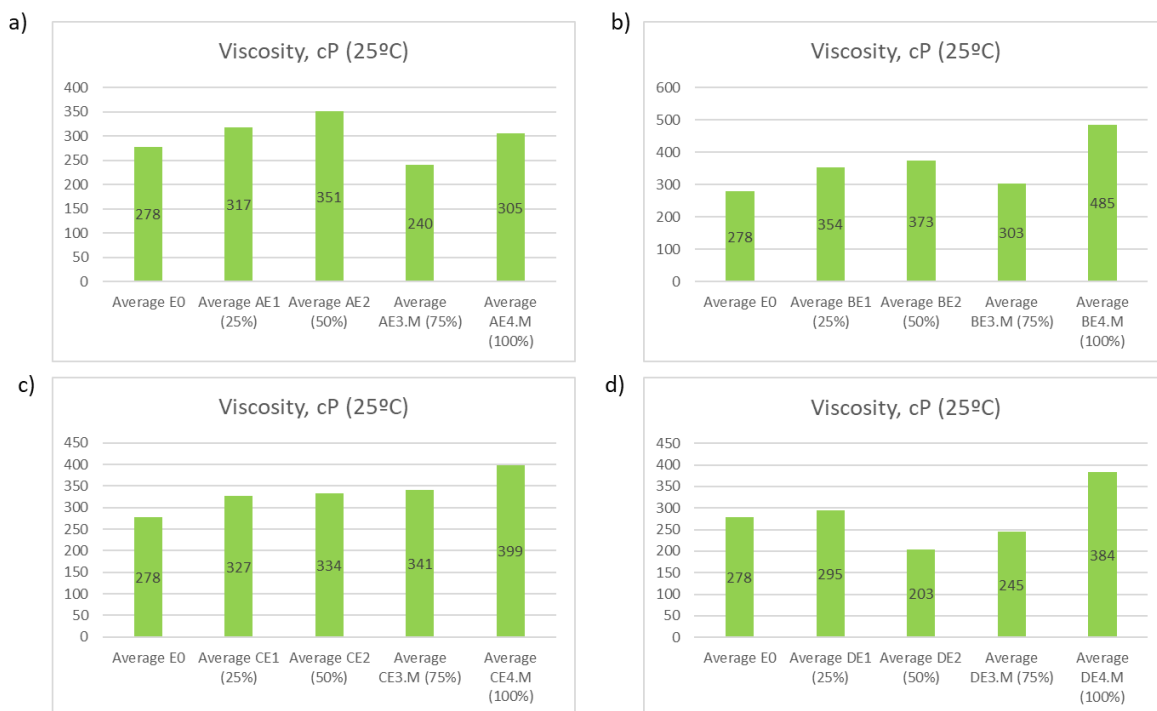 a)
Viscosity, cP (25ºC)
400
350
300
250
200
150
100
50
0
278
317
351
240
305
Average E0
Average AE1
(25%)
Average AE2
(50%)
Average
AE3.M (75%)
Average
AE4.M
(100%)
b)
Viscosity, cP (25ºC)
600
500
400
300
200
100
0
278
354
373
303
485
Average E0
Average BE1
(25%)
Average BE2
(50%)
Average
BE3.M (75%)
Average
BE4.M
(100%)
c)
Viscosity, cP (25ºC)
450
400
350
300
250
200
150
100
50
0
278
327
334
341
399
Average E0
Average CE1
(25%)
Average CE2
(50%)
Average
CE3.M (75%)
Average
CE4.M
(100%)
d)
Viscosity, cP (25ºC)
450
400
350
300
250
200
150
100
50
0
278
295
203
245
384
Average E0
Average DE1
(25%)
Average DE2
(50%)
Average
DE3.M (75%)
Average
DE4.M
(100%)